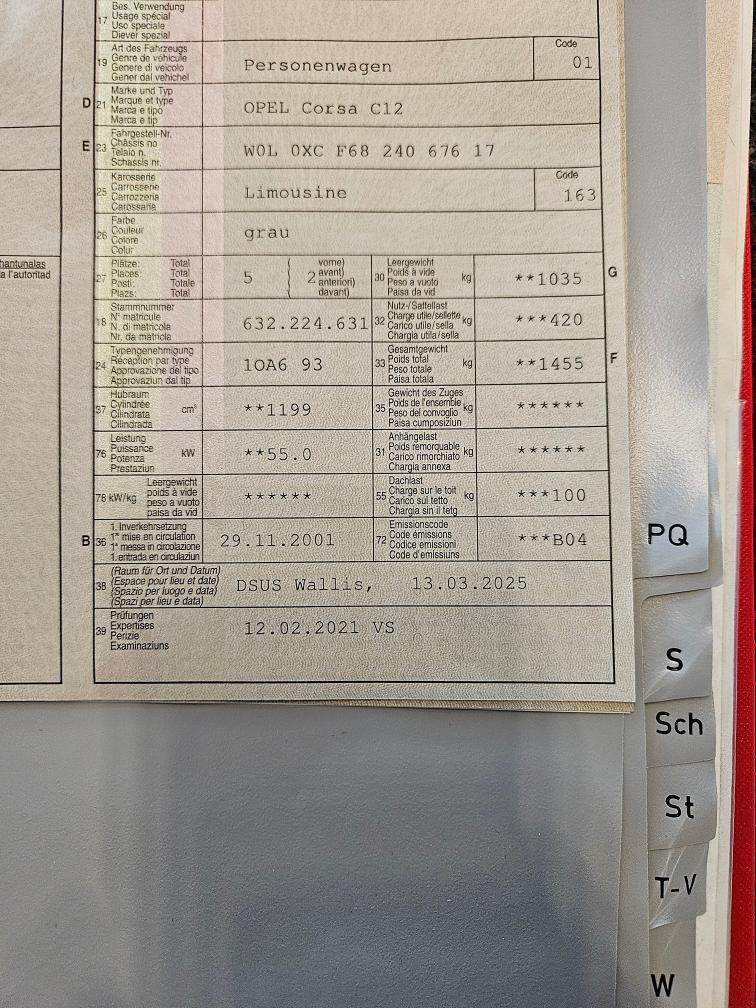 17 Bes. Verwendung
Usage spécial
Uso speciale
Diever spezial
19 Art des Fahrzeugs
Genre de véhicule
Genere di veicolo
Gener dal vehichel
Personenwagen
Code
01
D 21 Marke und Typ
Marque et type
Marca e tipo
Marca e tip
OPEL Corsa C12
E 23 Fahrgestell-Nr.
Châssis no
Telaio n.
Schassis nr.
W0L 0XC F68 240 676 17
25 Karosserie
Carrosserie
Carrozzeria
Carossaria
Limousine
Code
163
26 Farbe
Couleur
Colore
Colur
grau
hantunalas
a l'autoritad
27 Plätze: Total
Places: Total
Posti: Totale
Plazs: Total
5 ( 2 vorne)
avant)
anteriori)
davant)
30 Leergewicht
Poids à vide
Peso a vuoto
Paisa da vid
kg
**1035
G
18 Stammnummer
N° matricule
N. di matricola
Nr. da matricla
632.224.631
32 Nutz-/Sattellast
Charge utile/sellette
Carico utile/sella
Chargia utila/sella
kg
***420
24 Typengenehmigung
Réception par type
Approvazione del tipo
Approvaziun dal tip
1OA6 93
33 Gesamtgewicht
Poids total
Peso totale
Paisa totala
kg
**1455
F
37 Hubraum
Cylindrée
Cilindrata
Cilindrada
cm³
**1199
35 Gewicht des Zuges
Poids de l'ensemble
Peso del convoglio
Paisa cumposiziun
kg
******
76 Leistung
Puissance
Potenza
Prestaziun
kW
**55.0
31 Anhängelast
Poids remorquable
Carico rimorchiato
Chargia annexa
kg
******
78 kW/kg Leergewicht
poids à vide
peso a vuoto
paisa da vid
******
55 Dachlast
Charge sur le toit
Carico sul tetto
Chargia sin il tetg
kg
***100
B 36 1. Inverkehrsetzung
1re mise en circulation
1a messa in circolazione
1. entrada en circulaziun
29.11.2001
72 Emissionscode
Code émissions
Codice emissioni
Code d'emissiuns
***B04
38 (Raum für Ort und Datum)
(Espace pour lieu et date)
(Spazio per luogo e data)
(Spazi per lieu e data)
DSUS Wallis, 13.03.2025
39 Prüfungen
Expertises
Perizie
Examinaziuns
12.02.2021 VS
PQ
S
Sch
St
T-V
W